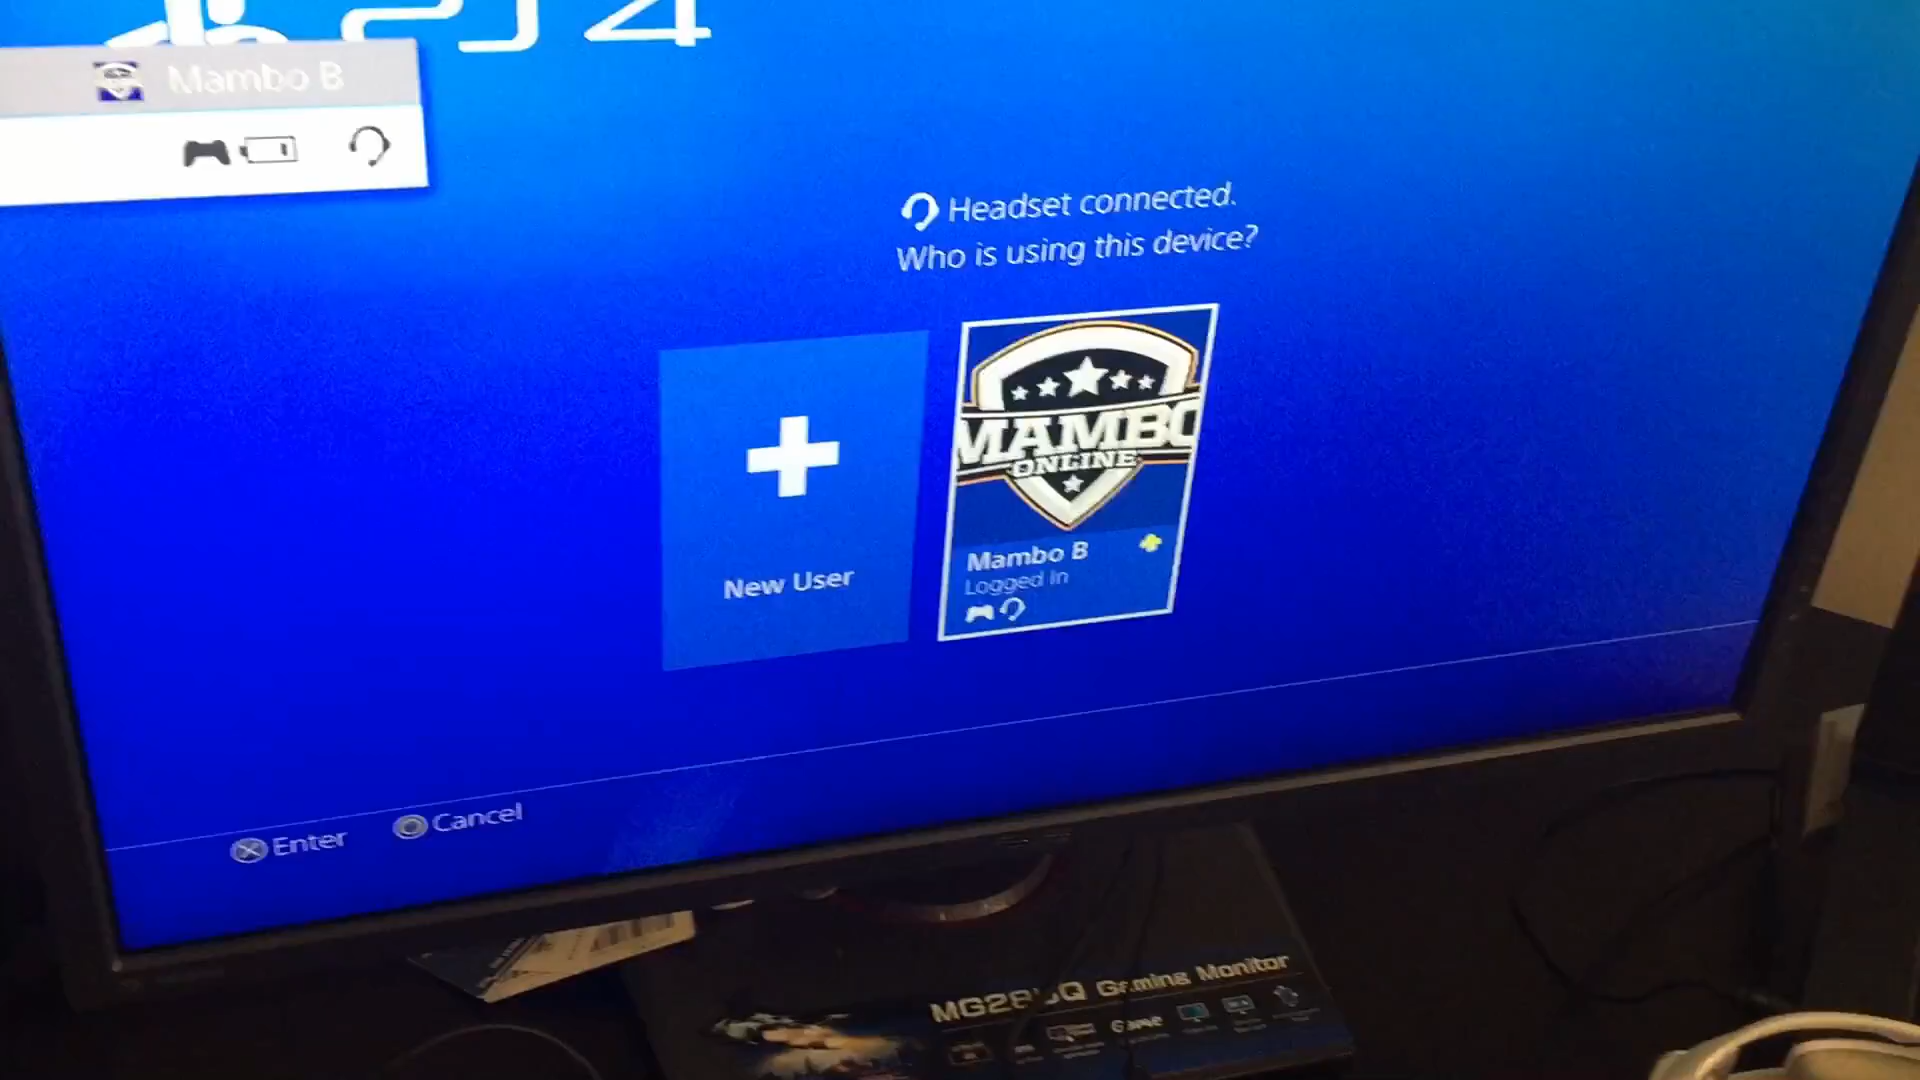 PS4
Mambo B
Headset connected.
Who is using this device?
New User
MAMBO
ONLINE
Mambo B
Logged In
Enter
Cancel
Gaming Monitor